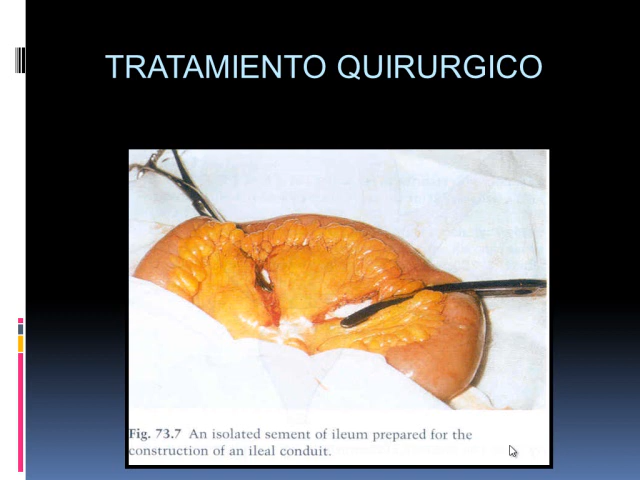 TRATAMIENTO QUIRURGICO
Fig. 73.7 An isolated sement of ileum prepared for the
construction of an ileal conduit.